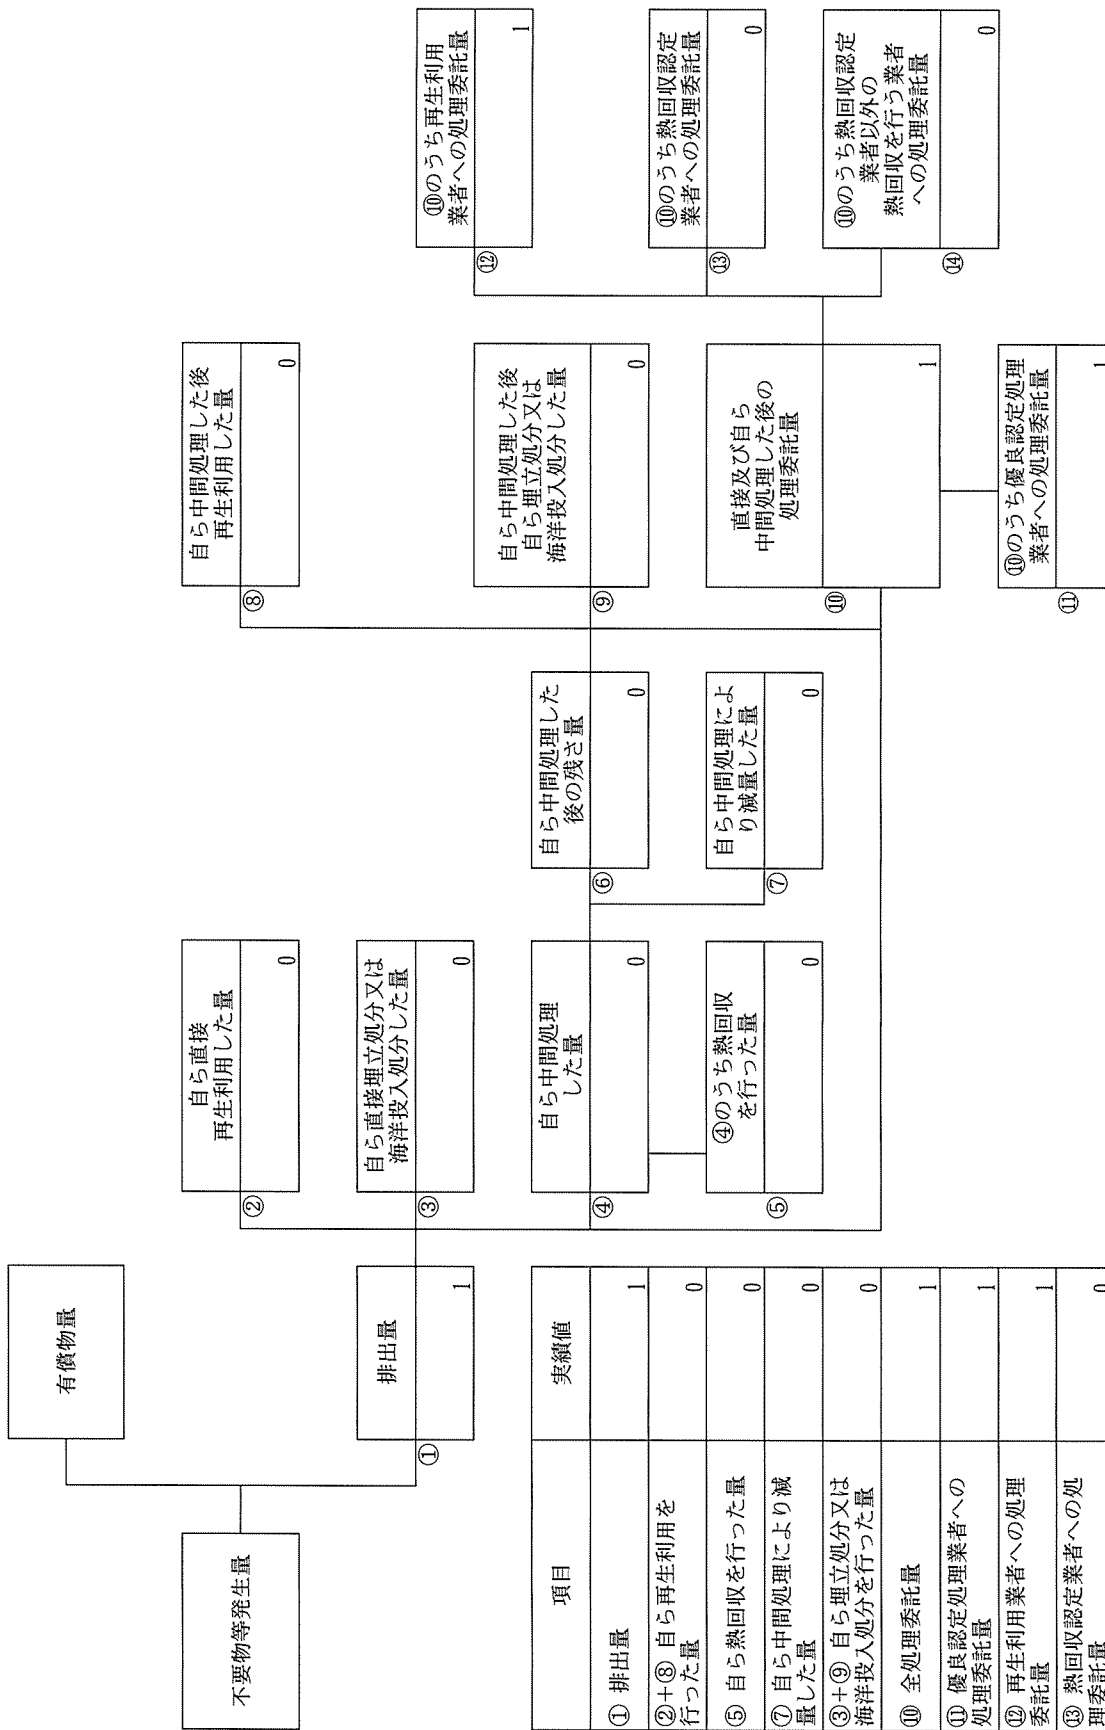 不要物等発生量
有償物量
①
排出量
1
②
自ら直接
再生利用した量
0
③
自ら直接埋立処分又は
海洋投入処分した量
0
④
自ら中間処理
した量
0
⑤
④のうち熱回収
を行った量
0
⑥
自ら中間処理した
後の残さ量
0
⑦
自ら中間処理によ
り減量した量
0
⑧
自ら中間処理した後
再生利用した量
0
⑨
自ら中間処理した後
自ら埋立処分又は
海洋投入処分した量
0
⑩
直接及び自ら
中間処理した後の
処理委託量
1
⑪
⑩のうち優良認定処理
業者への処理委託量
1
⑫
⑩のうち再生利用
業者への処理委託量
1
⑬
⑩のうち熱回収認定
業者への処理委託量
0
⑭
⑩のうち熱回収認定
業者以外の
熱回収を行う業者
への処理委託量
0
項目 実績値
① 排出量 1
②+⑧ 自ら再生利用を
行った量 0
⑤ 自ら熱回収を行った量 0
⑦ 自ら中間処理により減
量した量 0
③+⑨ 自ら埋立処分又は
海洋投入処分を行った量 0
⑩ 全処理委託量 1
⑪ 優良認定処理業者への
処理委託量 1
⑫ 再生利用業者への処理
委託量 1
⑬ 熱回収認定業者への処
理委託量 0